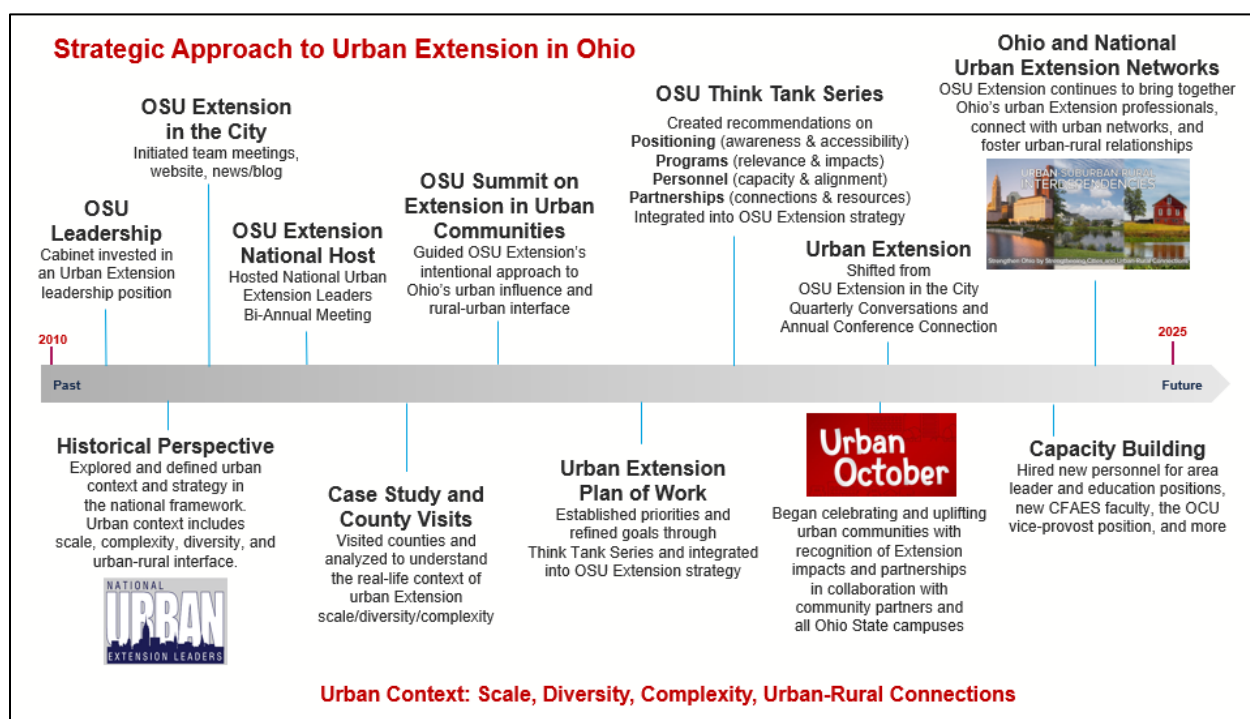 Strategic Approach to Urban Extension in Ohio
OSU
Leadership
Cabinet invested in
an Urban Extension
leadership position
OSU Extension
in the City
Initiated team meetings,
website, news/blog
OSU Extension
National Host
Hosted National Urban
Extension Leaders
Bi-Annual Meeting
OSU Summit on
Extension in Urban
Communities
Guided OSU Extension's
intentional approach to
Ohio's urban influence and
rural-urban interface
OSU Think Tank Series
Created recommendations on
Positioning (awareness & accessibility)
Programs (relevance & impacts)
Personnel (capacity & alignment)
Partnerships (connections & resources)
Integrated into OSU Extension strategy
Urban Extension
Shifted from
OSU Extension in the City
Quarterly Conversations and
Annual Conference Connection
Ohio and National
Urban Extension Networks
OSU Extension continues to bring together
Ohio's urban Extension professionals,
connect with urban networks, and
foster urban-rural relationships
URBAN SUBURBAN RURAL
INTERDEPENDENCIES
Strengthen Ohio by Strengthening Cities and Urban-Rural Connections
2010
2025
Past
Future
Historical Perspective
Explored and defined urban
context and strategy in
the national framework.
Urban context includes
scale, complexity, diversity, and
urban-rural interface.
NATIONAL
URBAN
EXTENSION LEADERS
Case Study and
County Visits
Visited counties and
analyzed to understand
the real-life context of
urban Extension
scale/diversity/complexity
Urban Extension
Plan of Work
Established priorities and
refined goals through
Think Tank Series and integrated
into OSU Extension strategy
Urban
October
Began celebrating and uplifting
urban communities with
recognition of Extension
impacts and partnerships
in collaboration with
community partners and
all Ohio State campuses
Capacity Building
Hired new personnel for area
leader and education positions,
new CFAES faculty, the OCU
vice-provost position, and more
Urban Context: Scale, Diversity, Complexity, Urban-Rural Connections